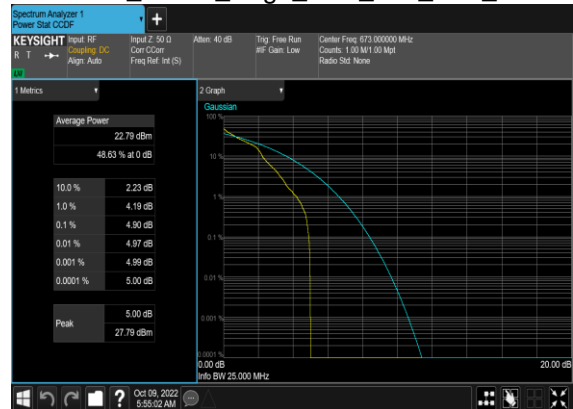 Spectrum Analyzer 1
Power Stat CCDF
KEYSIGHT
R T
Input: RF
Coupling: DC
Align: Auto
Input Z: 50 Ω
Corr CCorr
Freq Ref: Int (S)
Atten: 40 dB
Trig: Free Run
#IF Gain: Low
Center Freq: 673.000000 MHz
Counts: 1.00 M/1.00 Mpt
Radio Std: None
1 Metrics
Average Power
22.79 dBm
48.63 % at 0 dB
10.0 % 2.23 dB
1.0 % 4.19 dB
0.1 % 4.90 dB
0.01 % 4.97 dB
0.001 % 4.99 dB
0.0001 % 5.00 dB
Peak
5.00 dB
27.79 dBm
2 Graph
Gaussian
100 %
10 %
1 %
0.1 %
0.01 %
0.001 %
0.0001 %
0.00 dB 20.00 dB
Info BW 25.000 MHz
? Oct 09, 2022
5:55:02 AM